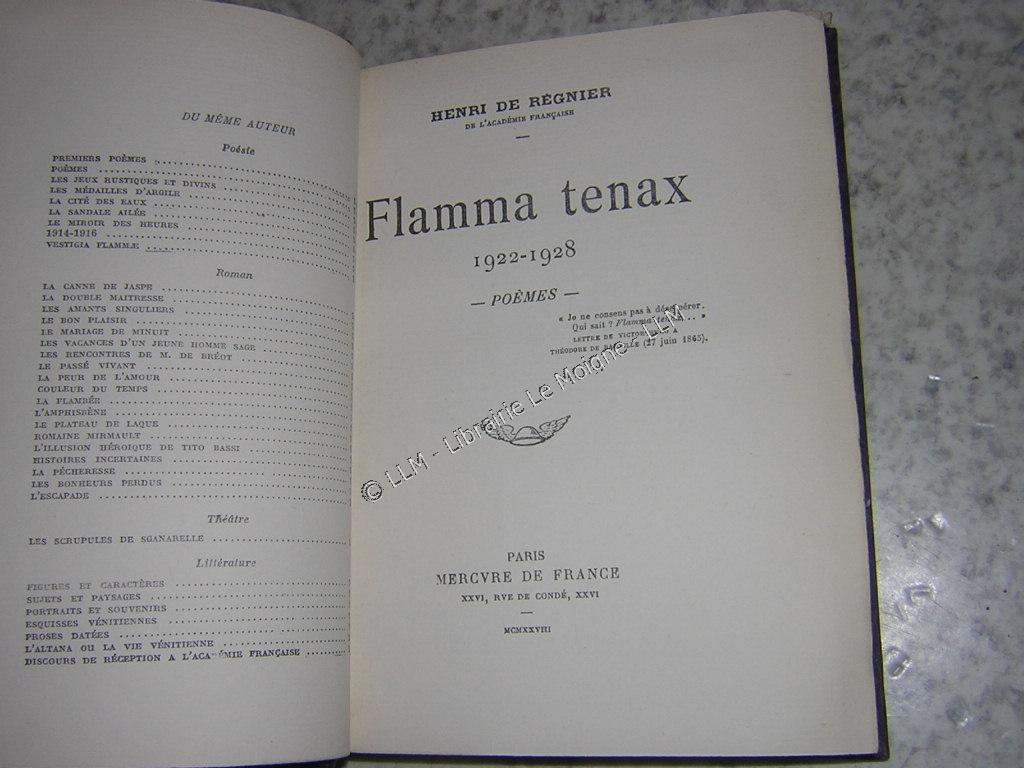 DU MÊME AUTEUR
Poésie
PREMIERS POÈMES
POÈMES
LES JEUX RUSTIQUES ET DIVINS
LES MÉDAILLES D'ARGILE
LA CITÉ DES EAUX
LA SANDALE AILÉE
LE MIROIR DES HEURES
1914-1916
VESTIGIA FLAMMÆ
Roman
LA CANNE DE JASPE
LA DOUBLE MAITRESSE
LES AMANTS SINGULIERS
LE BON PLAISIR
LE MARIAGE DE MINUIT
LES VACANCES D'UN JEUNE HOMME SAGE
LES RENCONTRES DE M. DE BRÉOT
LE PASSÉ VIVANT
LA PEUR DE L'AMOUR
COULEUR DU TEMPS
LA FLAMBÉE
L'AMPHISBÈNE
LE PLATEAU DE LAQUE
ROMAINE MIRMAULT
L'ILLUSION HÉROIQUE DE TITO BASSI
HISTOIRES INCERTAINES
LA PÉCHERESSE
LES BONHEURS PERDUS
L'ESCAPADE
Théâtre
LES SCRUPULES DE SGANARELLE
Littérature
FIGURES ET CARACTÈRES
SUJETS ET PAYSAGES
PORTRAITS ET SOUVENIRS
ESQUISSES VÉNITIENNES
PROSES DATÉES
L'ALTANA OU LA VIE VÉNITIENNE
DISCOURS DE RÉCEPTION A L'ACADÉMIE FRANÇAISE
HENRI DE RÉGNIER
DE L'ACADÉMIE FRANÇAISE
Flamma tenax
1922-1928
— POÈMES —
« Je ne consens pas à désespérer.
Qui sait ? Flamma
LETTRE DE VICTOR
THÉODORE DE (27 juin 1865).
© LLM - Librairie Le Moigne - LLM
PARIS
MERCVRE DE FRANCE
XXVI, RVE DE CONDÉ, XXVI
MCMXXVIII